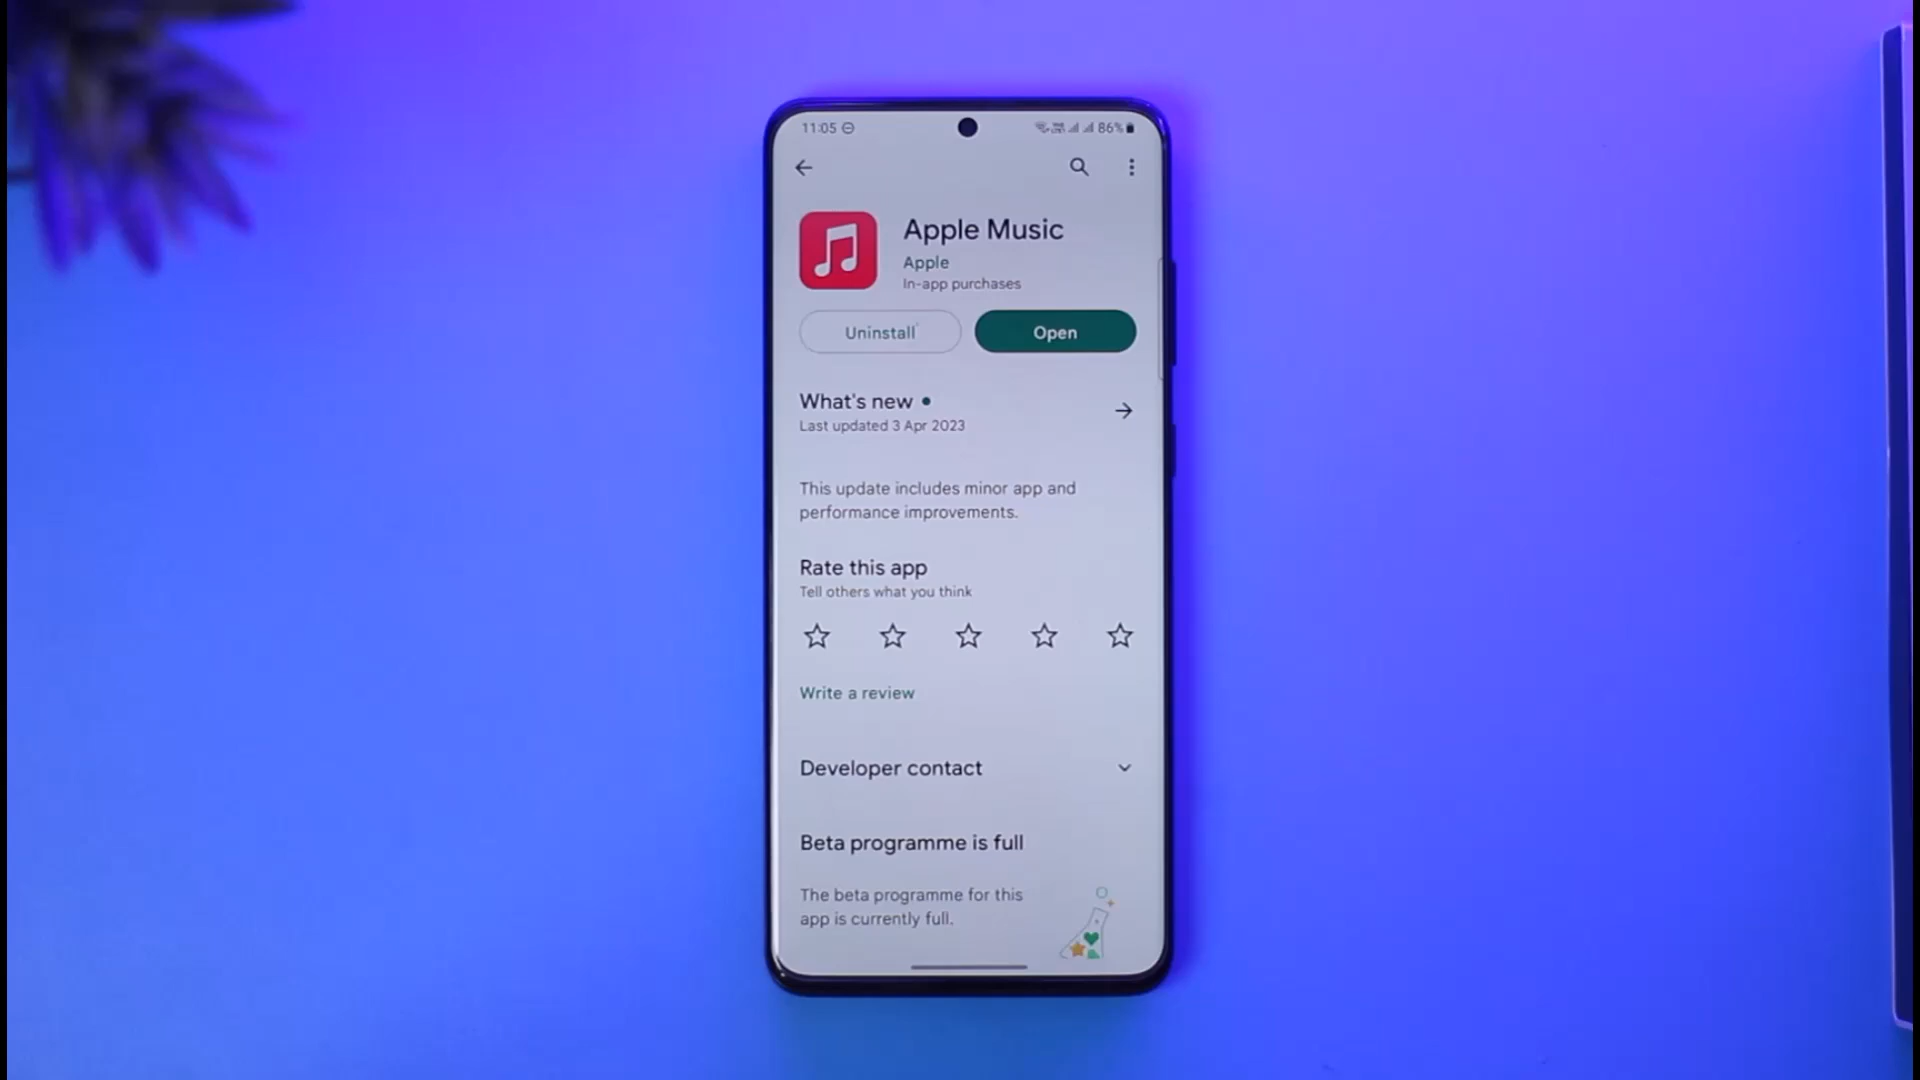 11:05
86%
Apple Music
Apple
In-app purchases
Uninstall
Open
What's new
Last updated 3 Apr 2023
This update includes minor app and
performance improvements.
Rate this app
Tell others what you think
Write a review
Developer contact
Beta programme is full
The beta programme for this
app is currently full.